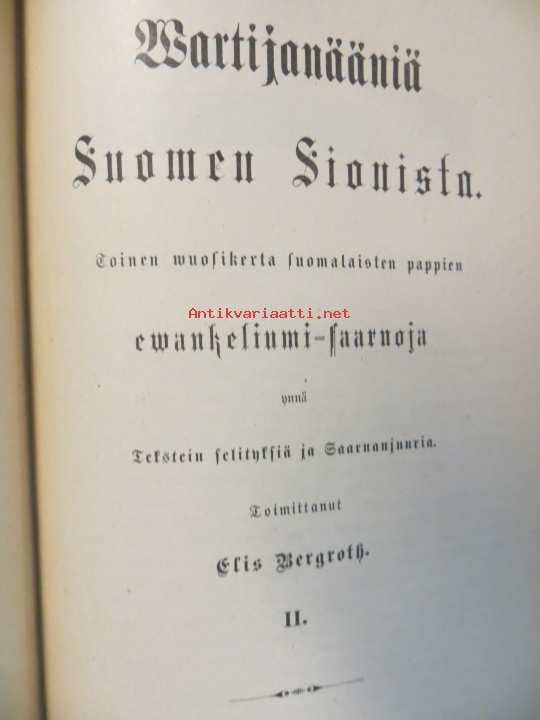 Wartijanääniä
Suomen Sionista.
Toinen wuosikerta suomalaisten pappien
Antikvariaatti.net
ewankeliumi-saarnoja
ynnä
Tekstein selityksiä ja Saarnanjuuria.
Toimittanut
Elis Bergroth.
II.